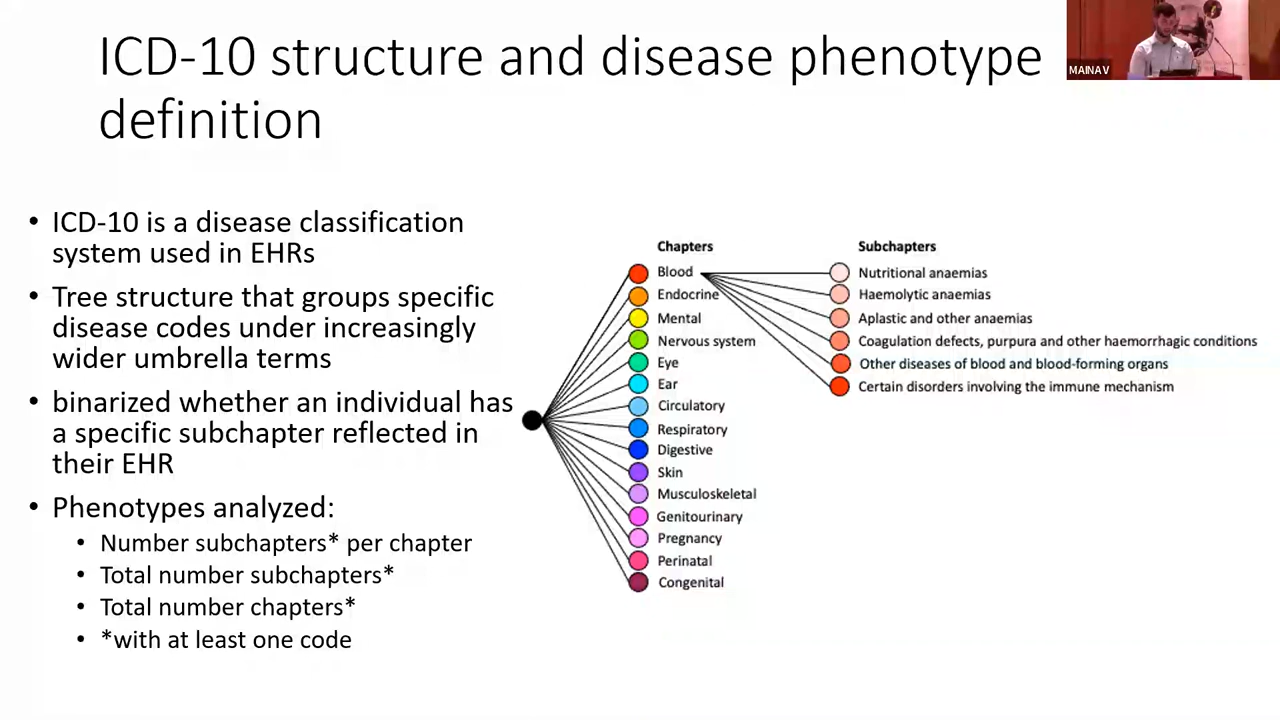 ICD-10 structure and disease phenotype
definition
MAINAV
• ICD-10 is a disease classification
system used in EHRs
• Tree structure that groups specific
disease codes under increasingly
wider umbrella terms
• binarized whether an individual has
a specific subchapter reflected in
their EHR
• Phenotypes analyzed:
• Number subchapters* per chapter
• Total number subchapters*
• Total number chapters*
• *with at least one code
Chapters
Blood
Endocrine
Mental
Nervous system
Eye
Ear
Circulatory
Respiratory
Digestive
Skin
Musculoskeletal
Genitourinary
Pregnancy
Perinatal
Congenital
Subchapters
Nutritional anaemias
Haemolytic anaemias
Aplastic and other anaemias
Coagulation defects, purpura and other haemorrhagic conditions
Other diseases of blood and blood-forming organs
Certain disorders involving the immune mechanism